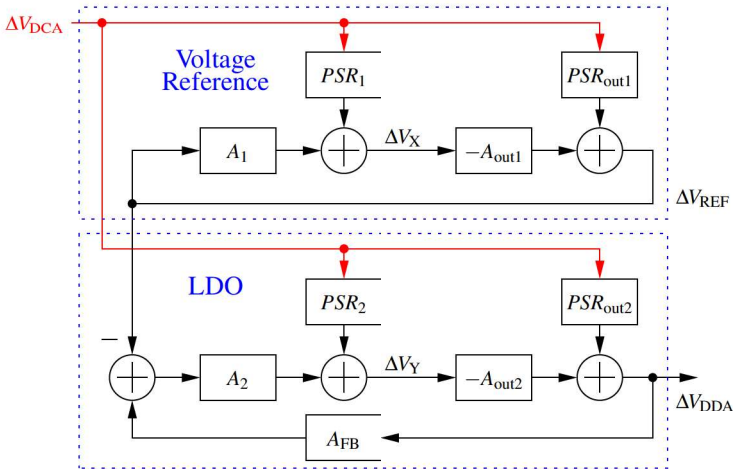 ΔV_DCA
Voltage
Reference
PSR_1
PSR_out1
A_1
ΔV_X
−A_out1
ΔV_REF
LDO
PSR_2
PSR_out2
−
A_2
ΔV_Y
−A_out2
ΔV_DDA
A_FB